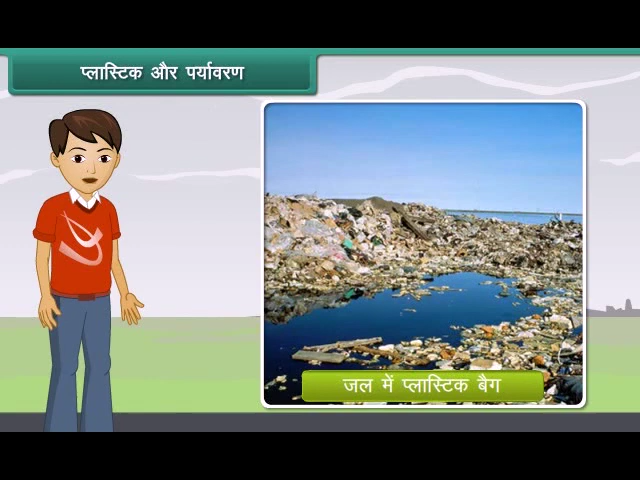 प्लास्टिक और पर्यावरण
जल में प्लास्टिक बैग